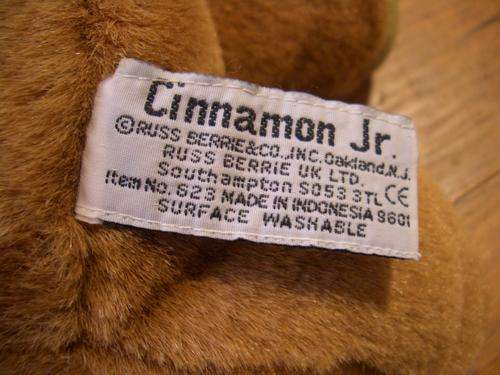 Cinnamon Jr.
©RUSS BERRIE&CO.,INC.Oakland,N.J.
RUSS BERRIE UK LTD.
Southampton SO53 3TL CE
Item No. 623 MADE IN INDONESIA 9601
SURFACE WASHABLE